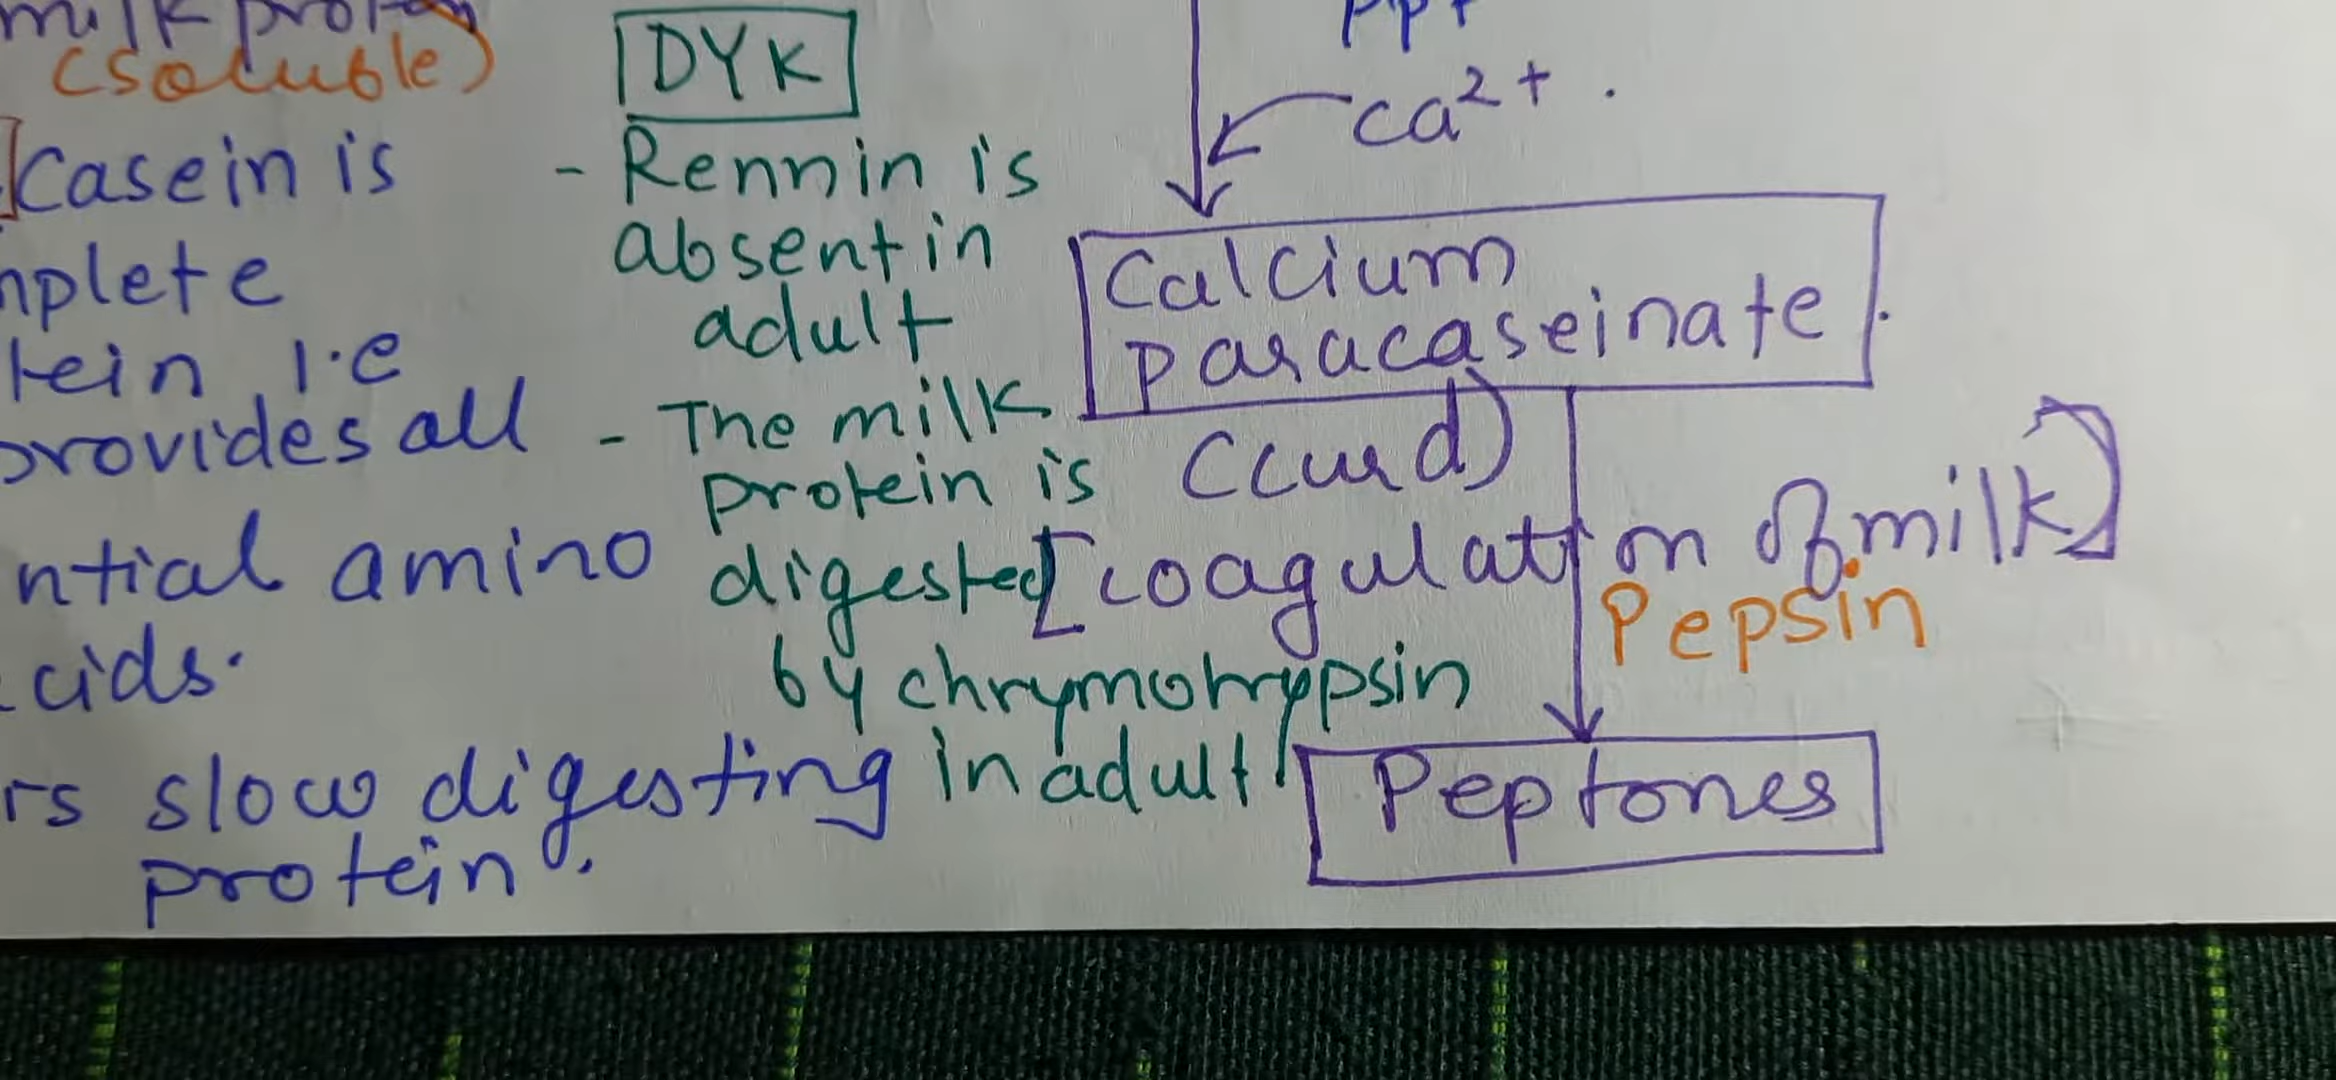 milk protein
(soluble)
Casein is
mplete
tein i.e
provides all
ntial amino
cids.
rs slow digesting
protein.
DYK
- Rennin is
absent in
adult
- The milk
protein is
digested
by chrymotrypsin
in adult!
ppt
Ca2+.
Calcium
paracaseinate.
(curd)
[coagulation of milk]
Pepsin
Peptones